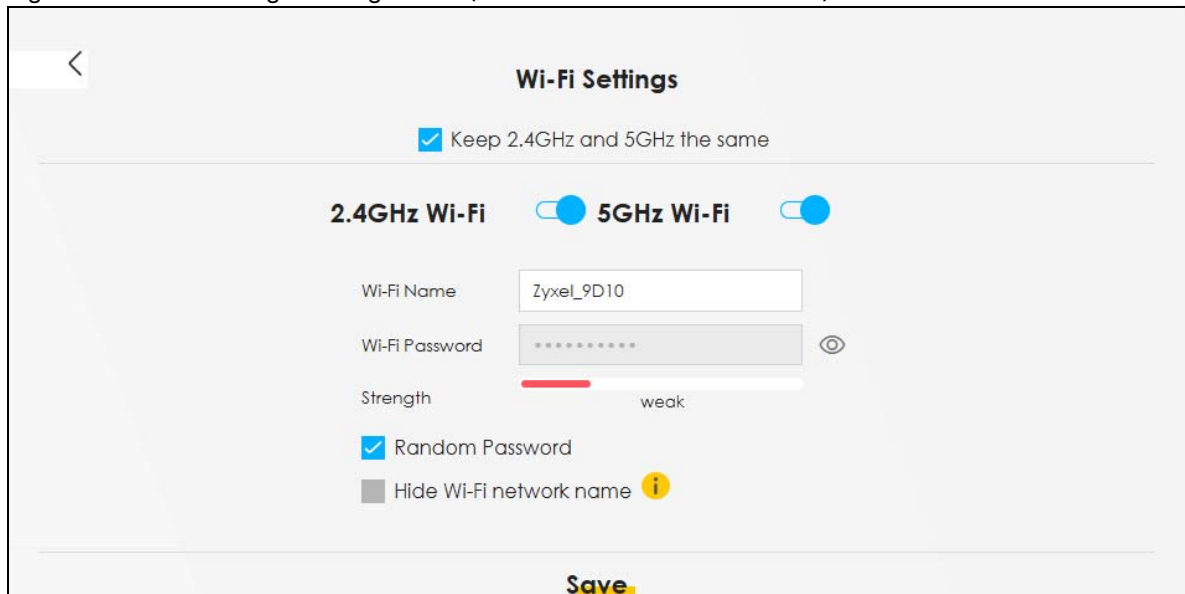 Wi-Fi Settings
Keep 2.4GHz and 5GHz the same
2.4GHz Wi-Fi 5GHz Wi-Fi
Wi-Fi Name Zyxel_9D10
Wi-Fi Password ••••••••••
Strength weak
Random Password
Hide Wi-Fi network name i
Save